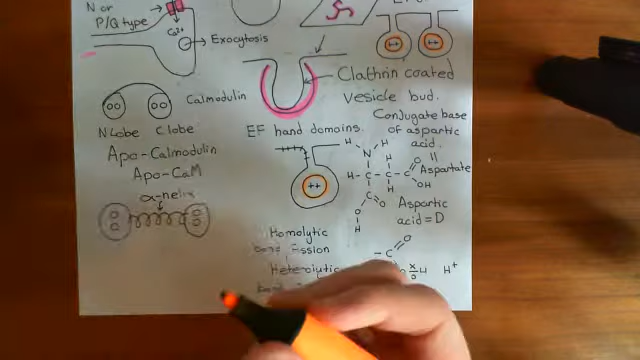 N or
P/Q type
Ca2+
Exocytosis
++
++
Clathrin coated
vesicle bud.
Calmodulin
N Lobe C lobe
EF hand domains.
Conjugate base
of aspartic
acid.
=
Aspartate
Apo-Calmodulin
Apo-CaM
α-helix
++
H H
N H
H-C-C-C O
H OH
C O
O
H
Aspartic
acid = D
Homolytic
bond fission
Heterolytic
-C O
H H+